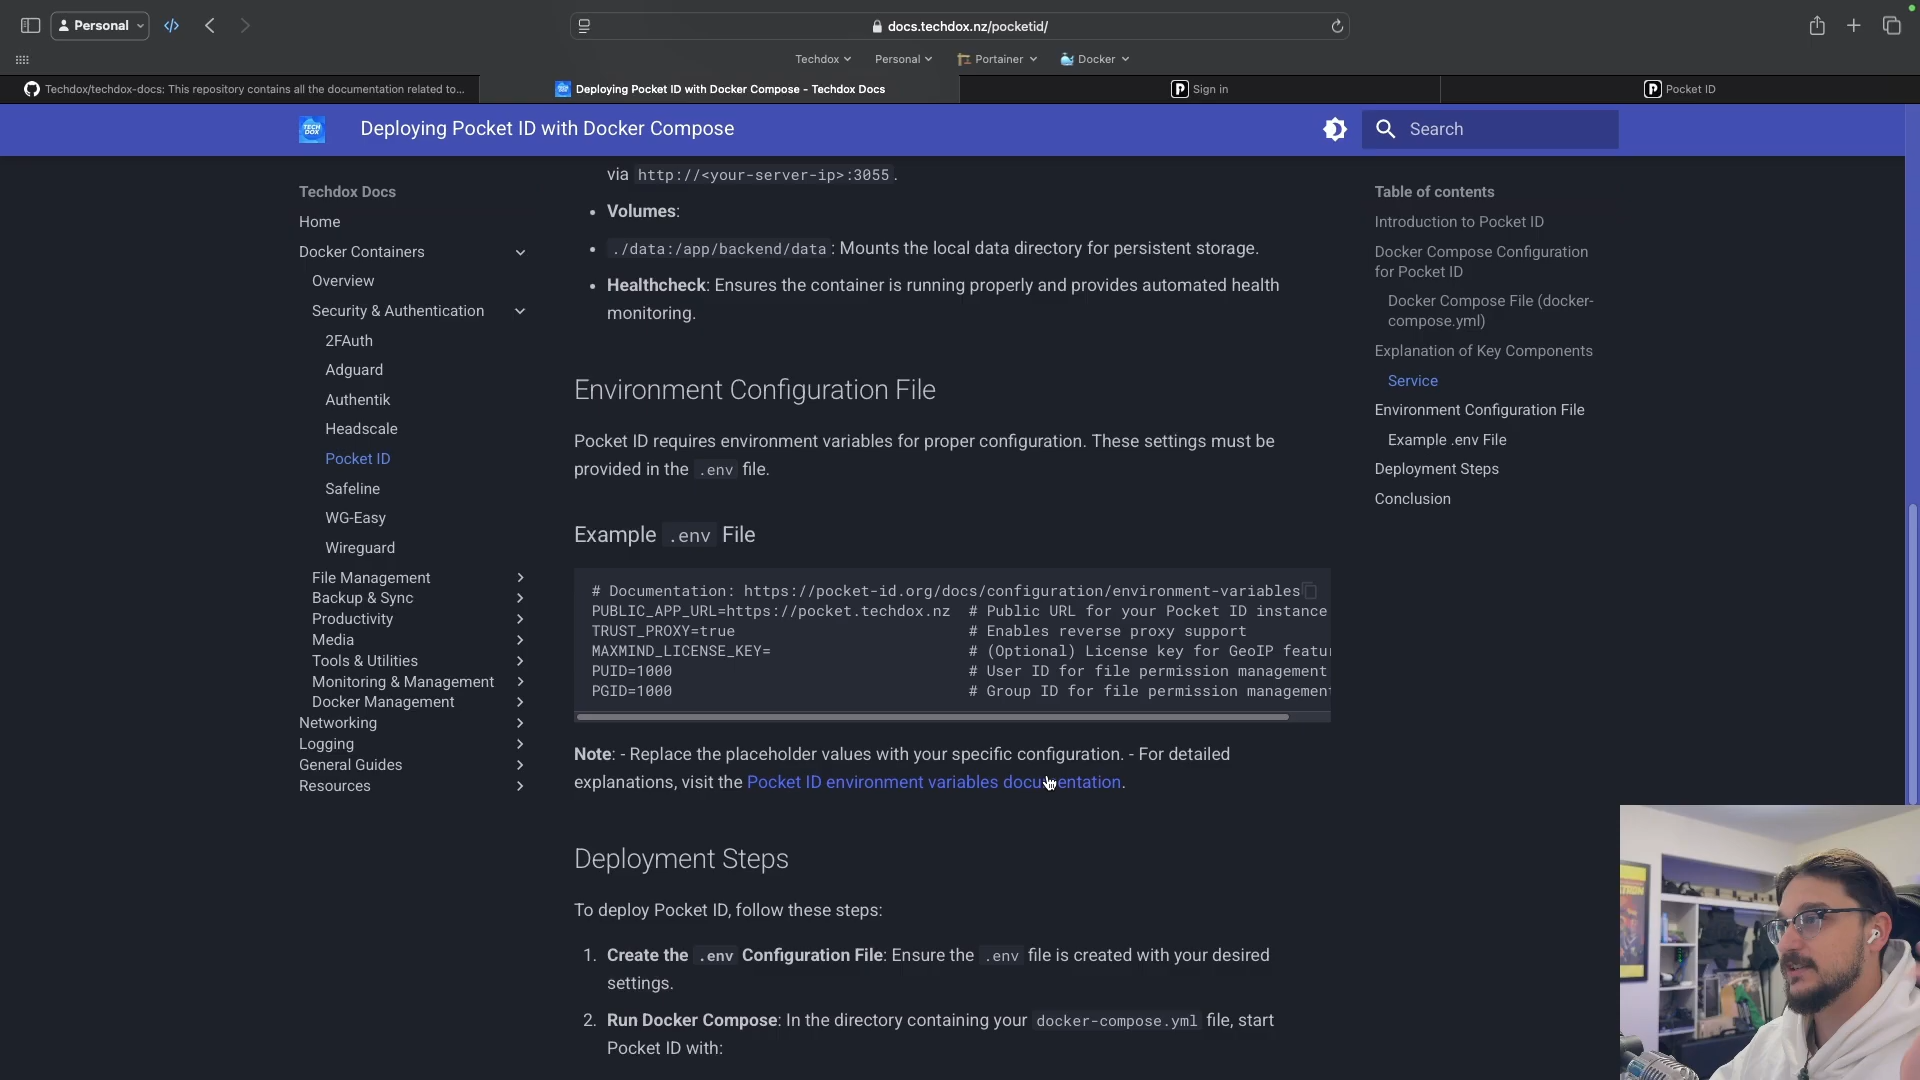 Personal
docs.techdox.nz/pocketid/
Techdox
Personal
Portainer
Docker
Techdox/techdox-docs: This repository contains all the documentation related to...
Deploying Pocket ID with Docker Compose - Techdox Docs
Sign in
Pocket ID
TECH
DOX
Deploying Pocket ID with Docker Compose
Search
Techdox Docs
Home
Docker Containers
Overview
Security & Authentication
2FAuth
Adguard
Authentik
Headscale
Pocket ID
Safeline
WG-Easy
Wireguard
File Management
Backup & Sync
Productivity
Media
Tools & Utilities
Monitoring & Management
Docker Management
Networking
Logging
General Guides
Resources
via http://<your-server-ip>:3055.
• Volumes:
• ./data:/app/backend/data: Mounts the local data directory for persistent storage.
• Healthcheck: Ensures the container is running properly and provides automated health
monitoring.
Environment Configuration File
Pocket ID requires environment variables for proper configuration. These settings must be
provided in the .env file.
Example .env File
# Documentation: https://pocket-id.org/docs/configuration/environment-variables
PUBLIC_APP_URL=https://pocket.techdox.nz # Public URL for your Pocket ID instance
TRUST_PROXY=true # Enables reverse proxy support
MAXMIND_LICENSE_KEY= # (Optional) License key for GeoIP featur
PUID=1000 # User ID for file permission management
PGID=1000 # Group ID for file permission management
Note: - Replace the placeholder values with your specific configuration. - For detailed
explanations, visit the Pocket ID environment variables documentation.
Deployment Steps
To deploy Pocket ID, follow these steps:
1. Create the .env Configuration File: Ensure the .env file is created with your desired
settings.
2. Run Docker Compose: In the directory containing your docker-compose.yml file, start
Pocket ID with:
Table of contents
Introduction to Pocket ID
Docker Compose Configuration
for Pocket ID
Docker Compose File (docker-
compose.yml)
Explanation of Key Components
Service
Environment Configuration File
Example .env File
Deployment Steps
Conclusion